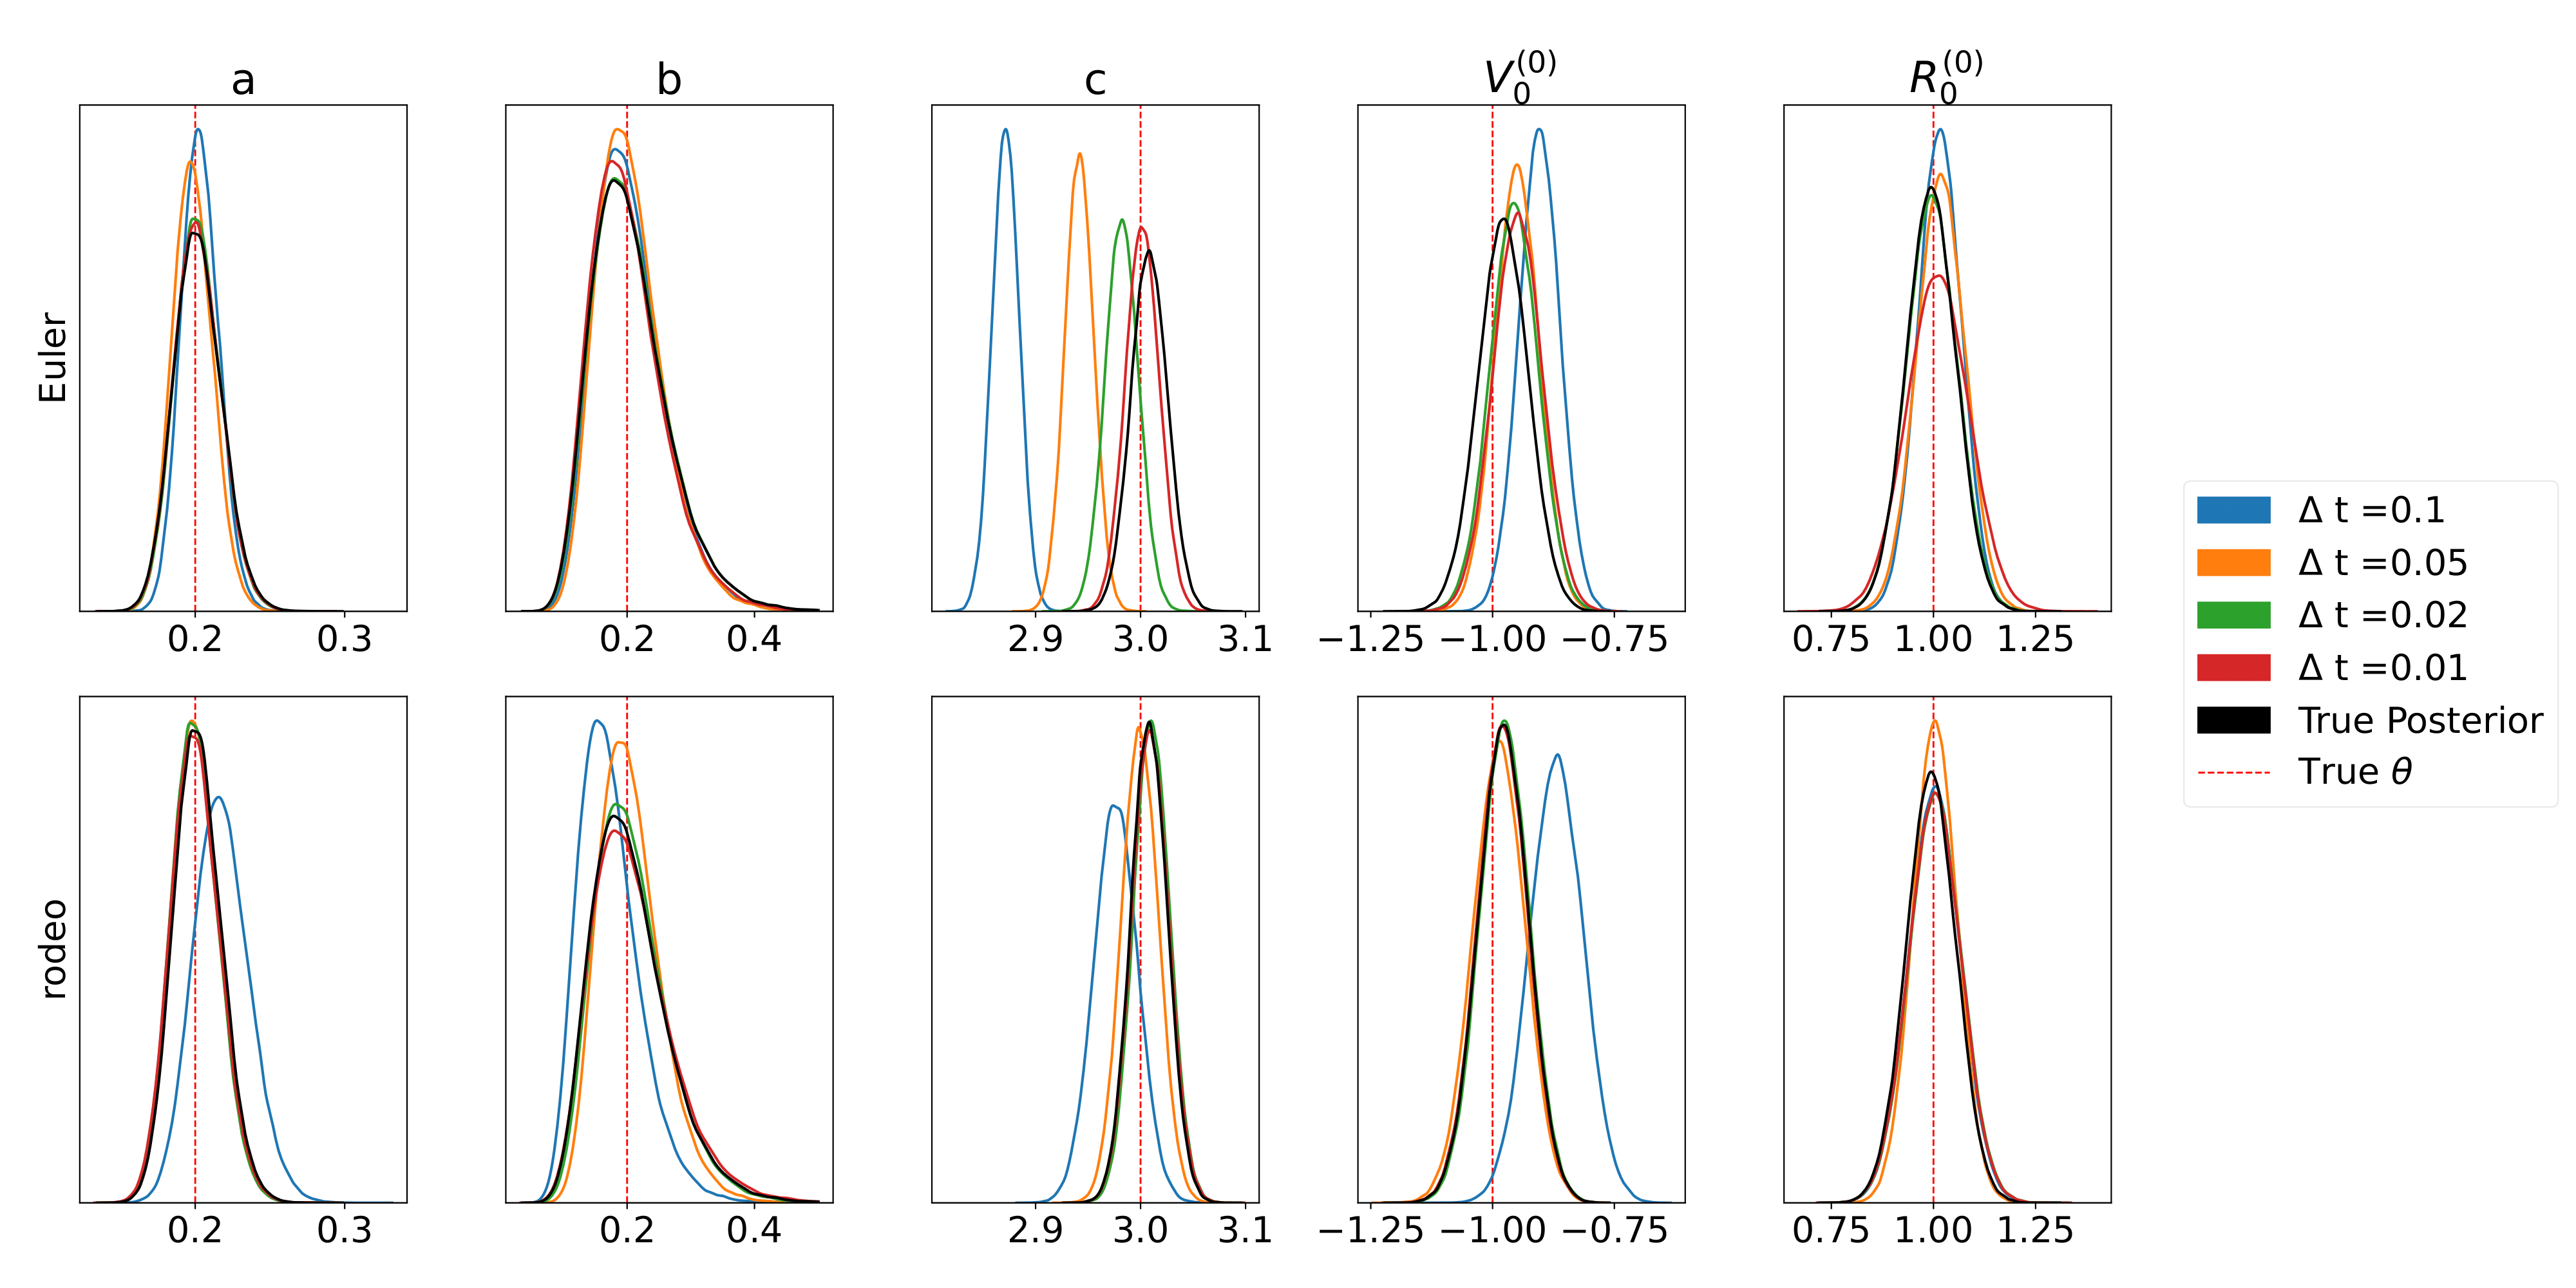 a b c $V_0^{(0)}$ $R_0^{(0)}$
Euler
0.2 0.3 0.2 0.4 2.9 3.0 3.1 −1.25 −1.00 −0.75 0.75 1.00 1.25
Δ t =0.1
Δ t =0.05
Δ t =0.02
Δ t =0.01
True Posterior
True θ
rodeo
0.2 0.3 0.2 0.4 2.9 3.0 3.1 −1.25 −1.00 −0.75 0.75 1.00 1.25